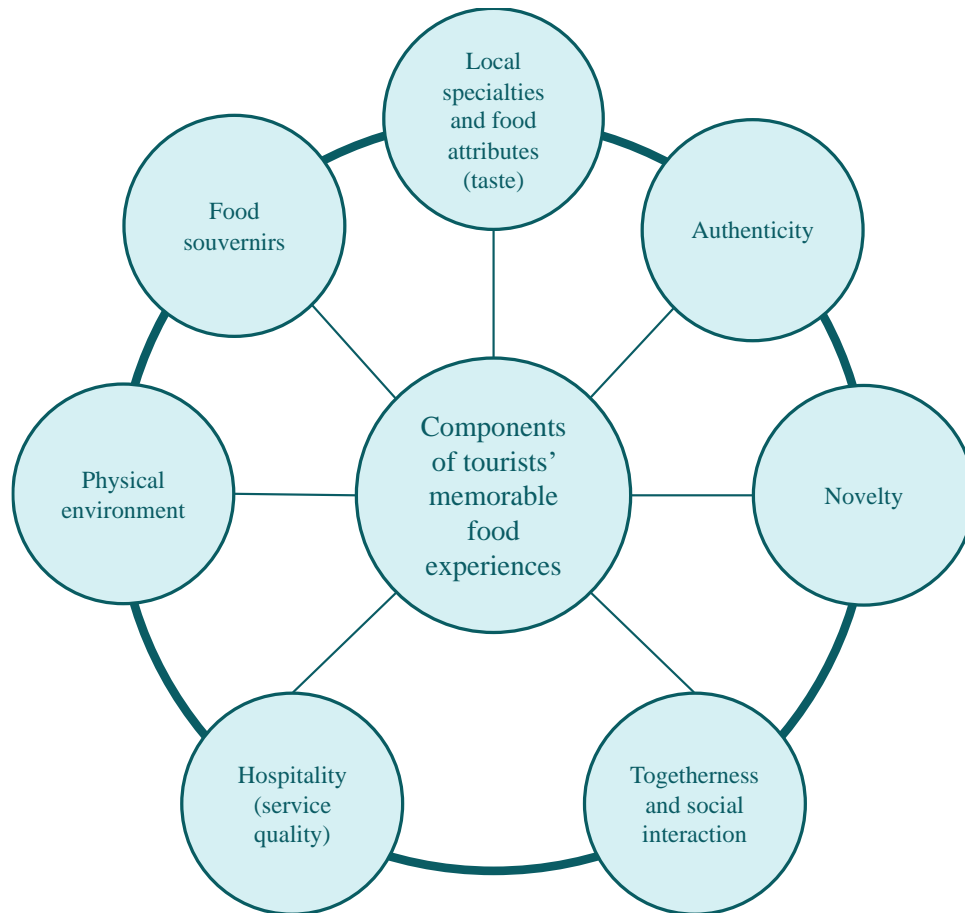 Local
specialties
and food
attributes
(taste)
Food
souvernirs
Authenticity
Components
of tourists’
memorable
food
experiences
Physical
environment
Novelty
Hospitality
(service
quality)
Togetherness
and social
interaction